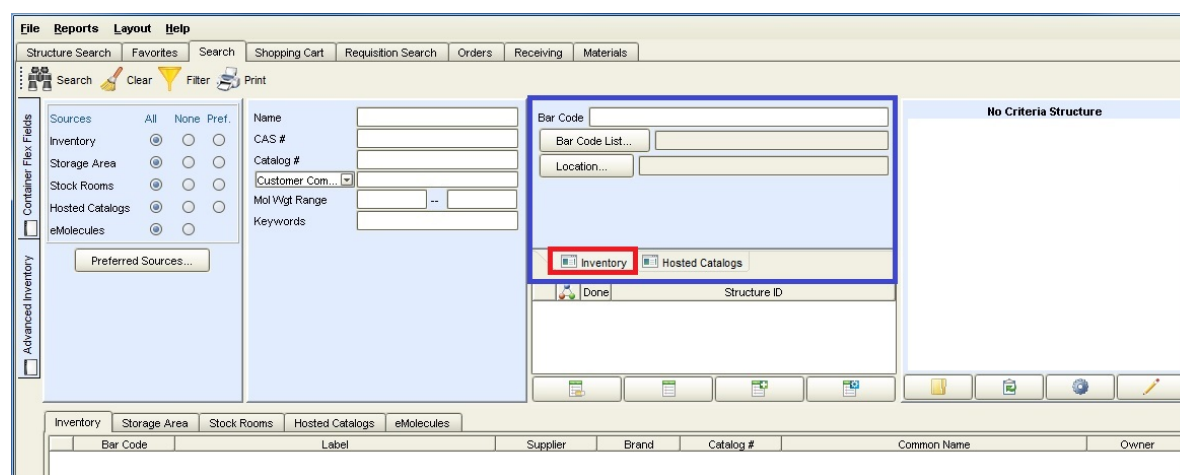 File Reports Layout Help
Structure Search Favorites Search Shopping Cart Requisition Search Orders Receiving Materials
Search Clear Filter Print
Container Flex Fields
Advanced Inventory
Sources All None Pref.
Inventory
Storage Area
Stock Rooms
Hosted Catalogs
eMolecules
Preferred Sources...
Name
CAS #
Catalog #
Customer Com...
Mol Wgt Range --
Keywords
Bar Code
Bar Code List...
Location...
Inventory Hosted Catalogs
Done Structure ID
No Criteria Structure
Inventory Storage Area Stock Rooms Hosted Catalogs eMolecules
Bar Code Label Supplier Brand Catalog # Common Name Owner